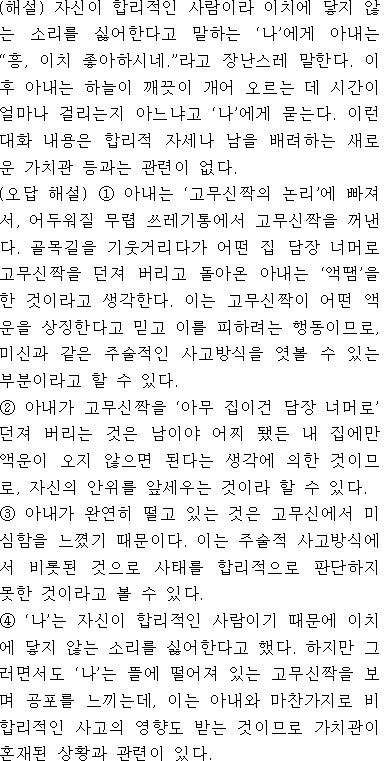 (해설) 자신이 합리적인 사람이라 이치에 닿지 않
는 소리를 싫어한다고 말하는 ‘나’에게 아내는
“흥, 이치 좋아하시네.”라고 장난스레 말한다. 이
후 아내는 하늘이 깨끗이 개어 오르는 데 시간이
얼마나 걸리는지 아느냐고 ‘나’에게 묻는다. 이런
대화 내용은 합리적 자세나 남을 배려하는 새로
운 가치관 등과는 관련이 없다.
(오답 해설) ① 아내는 ‘고무신짝의 논리’에 빠져
서, 어두워질 무렵 쓰레기통에서 고무신짝을 꺼낸
다. 골목길을 기웃거리다가 어떤 집 담장 너머로
고무신짝을 던져 버리고 돌아온 아내는 ‘액땜’을
한 것이라고 생각한다. 이는 고무신짝이 어떤 액
운을 상징한다고 믿고 이를 피하려는 행동이므로,
미신과 같은 주술적인 사고방식을 엿볼 수 있는
부분이라고 할 수 있다.
② 아내가 고무신짝을 ‘아무 집이건 담장 너머로’
던져 버리는 것은 남이야 어찌 됐든 내 집에만
액운이 오지 않으면 된다는 생각에 의한 것이므
로, 자신의 안위를 앞세우는 것이라 할 수 있다.
③ 아내가 완연히 떨고 있는 것은 고무신에서 미
심함을 느꼈기 때문이다. 이는 주술적 사고방식에
서 비롯된 것으로 사태를 합리적으로 판단하지
못한 것이라고 볼 수 있다.
④ ‘나’는 자신이 합리적인 사람이기 때문에 이치
에 닿지 않는 소리를 싫어한다고 했다. 하지만 그
러면서도 ‘나’는 뜰에 떨어져 있는 고무신짝을 보
며 공포를 느끼는데, 이는 아내와 마찬가지로 비
합리적인 사고의 영향도 받는 것이므로 가치관이
혼재된 상황과 관련이 있다.